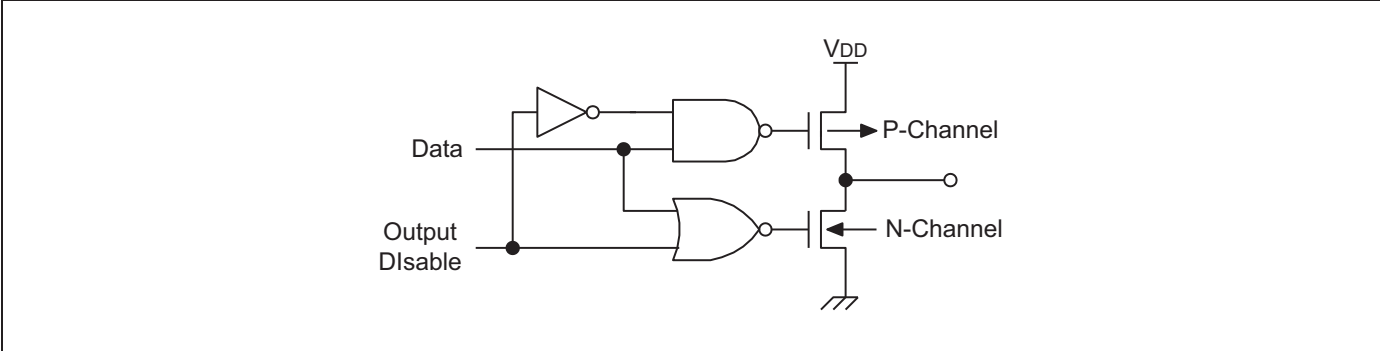 VDD
P-Channel
Data
N-Channel
Output
DIsable